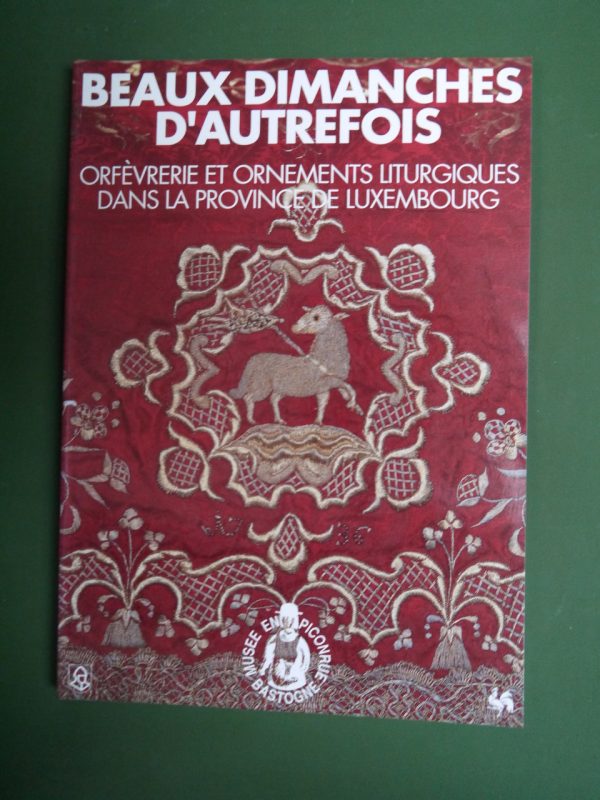 BEAUX DIMANCHES
D'AUTREFOIS
ORFÈVRERIE ET ORNEMENTS LITURGIQUES
DANS LA PROVINCE DE LUXEMBOURG
MUSEE EN PICONRUE
BASTOGNE